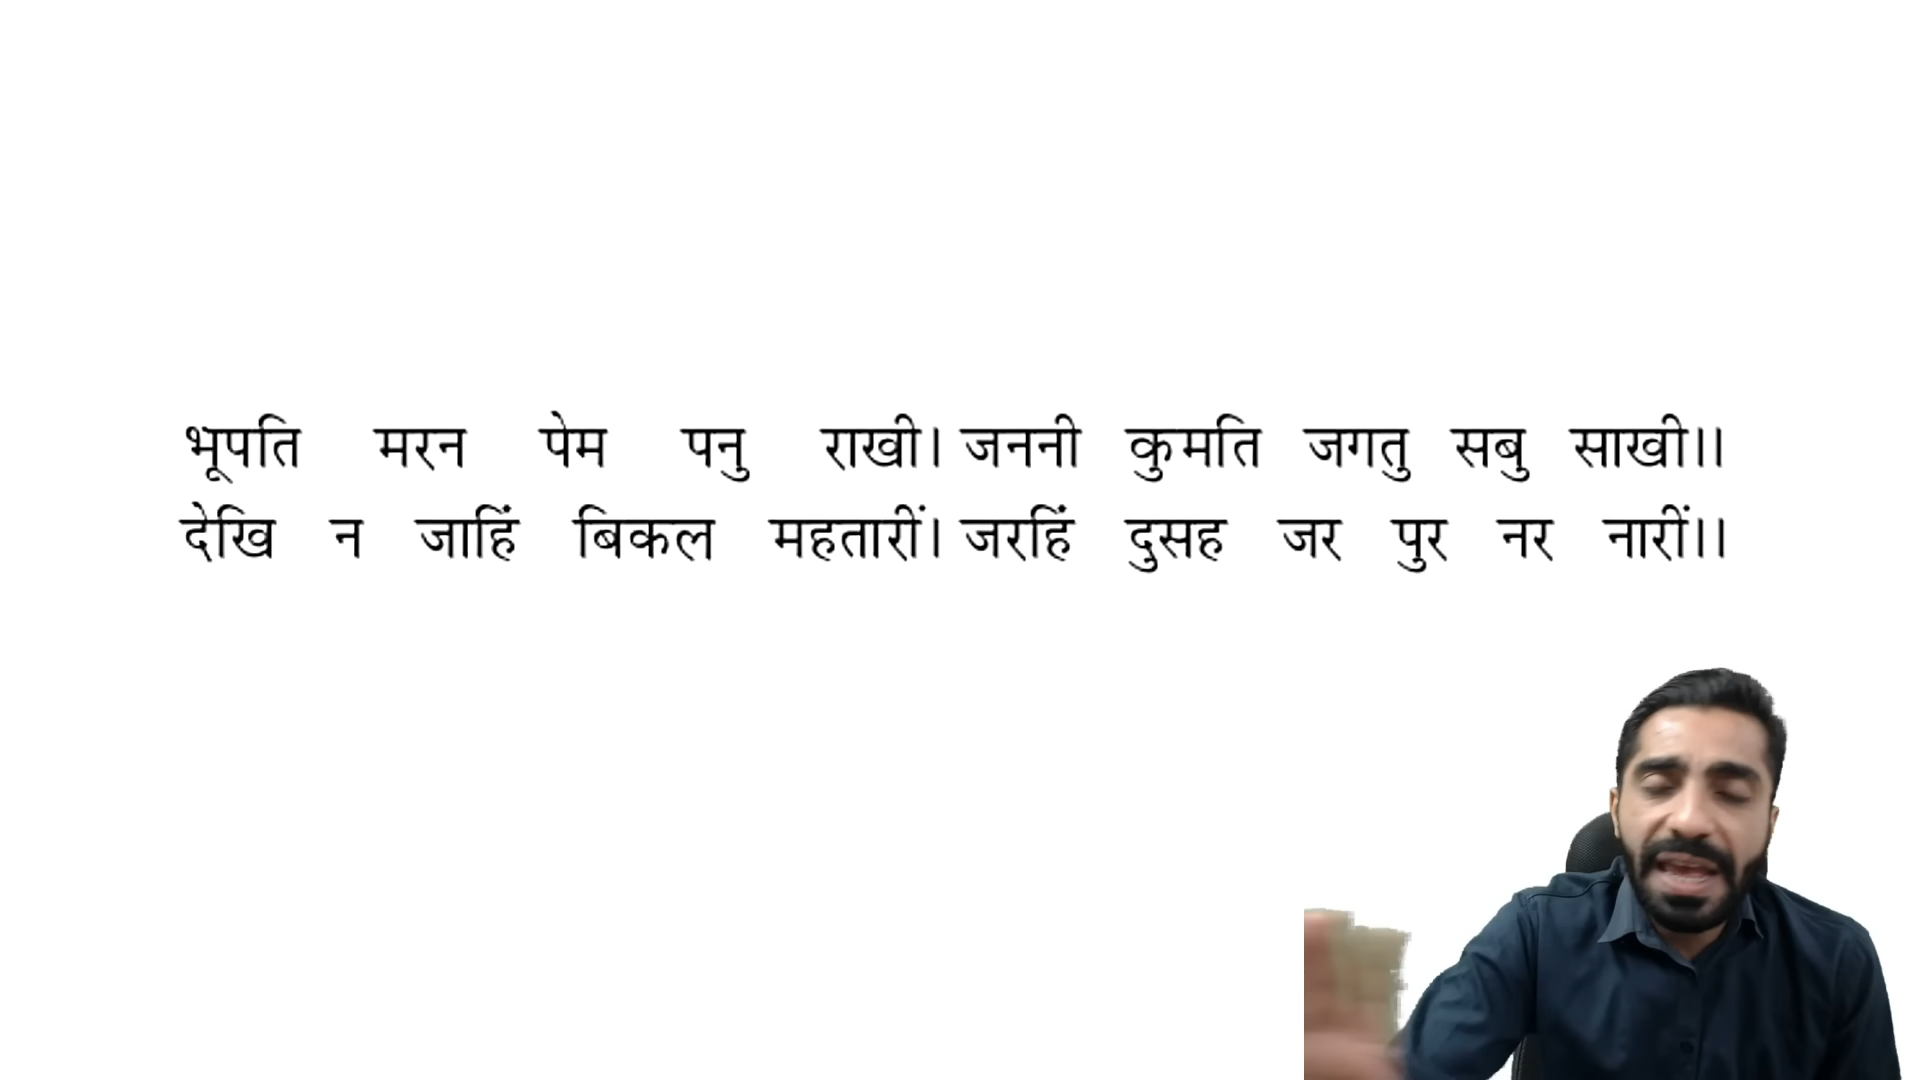 भूपति मरन पेम पनु राखी। जननी कुमति जगतु सबु साखी।।
देखि न जाहिं बिकल महतारीं। जरहिं दुसह जर पुर नर नारीं।।